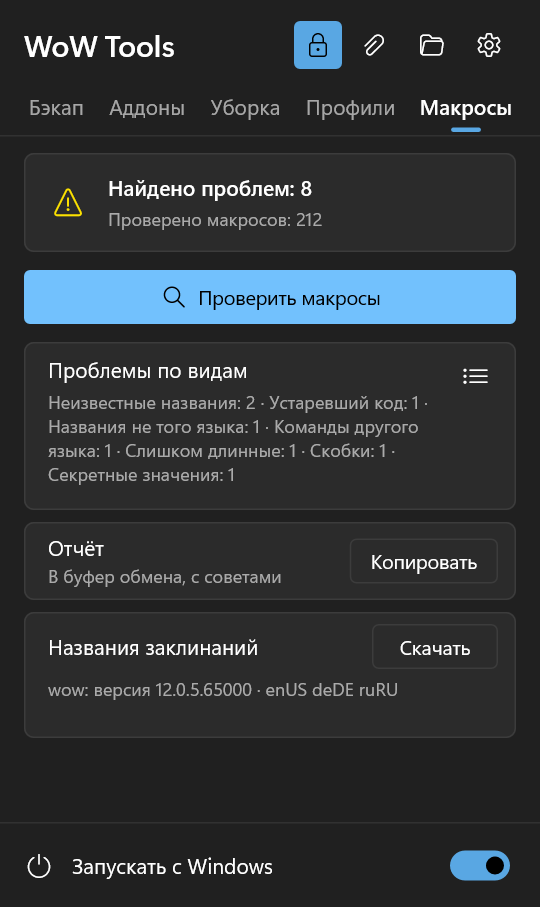 WoW Tools
Бэкап Аддоны Уборка Профили Макросы
Найдено проблем: 8
Проверено макросов: 212
Проверить макросы
Проблемы по видам
Неизвестные названия: 2 · Устаревший код: 1 ·
Названия не того языка: 1 · Команды другого
языка: 1 · Слишком длинные: 1 · Скобки: 1 ·
Секретные значения: 1
Отчёт
В буфер обмена, с советами
Копировать
Названия заклинаний
Скачать
wow: версия 12.0.5.65000 · enUS deDE ruRU
Запускать с Windows